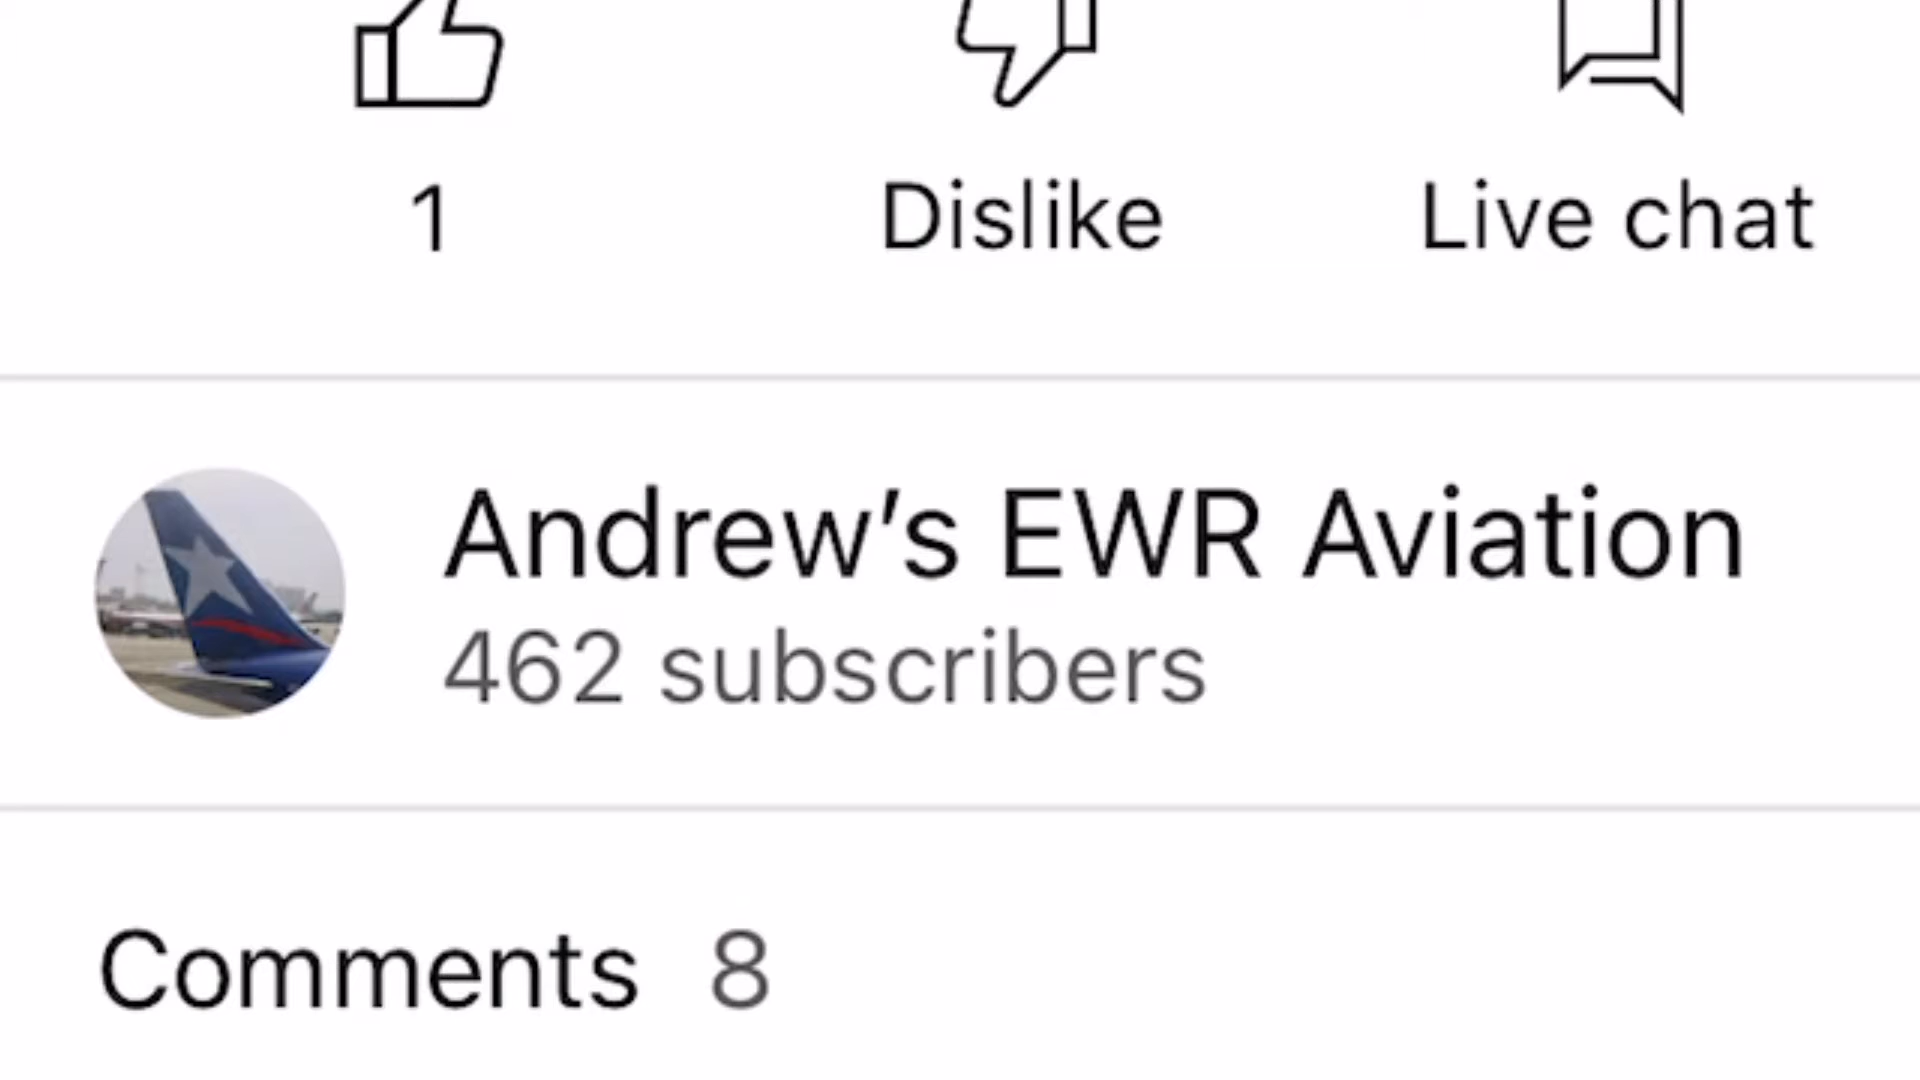 1 Dislike Live chat
Andrew’s EWR Aviation
462 subscribers
Comments 8